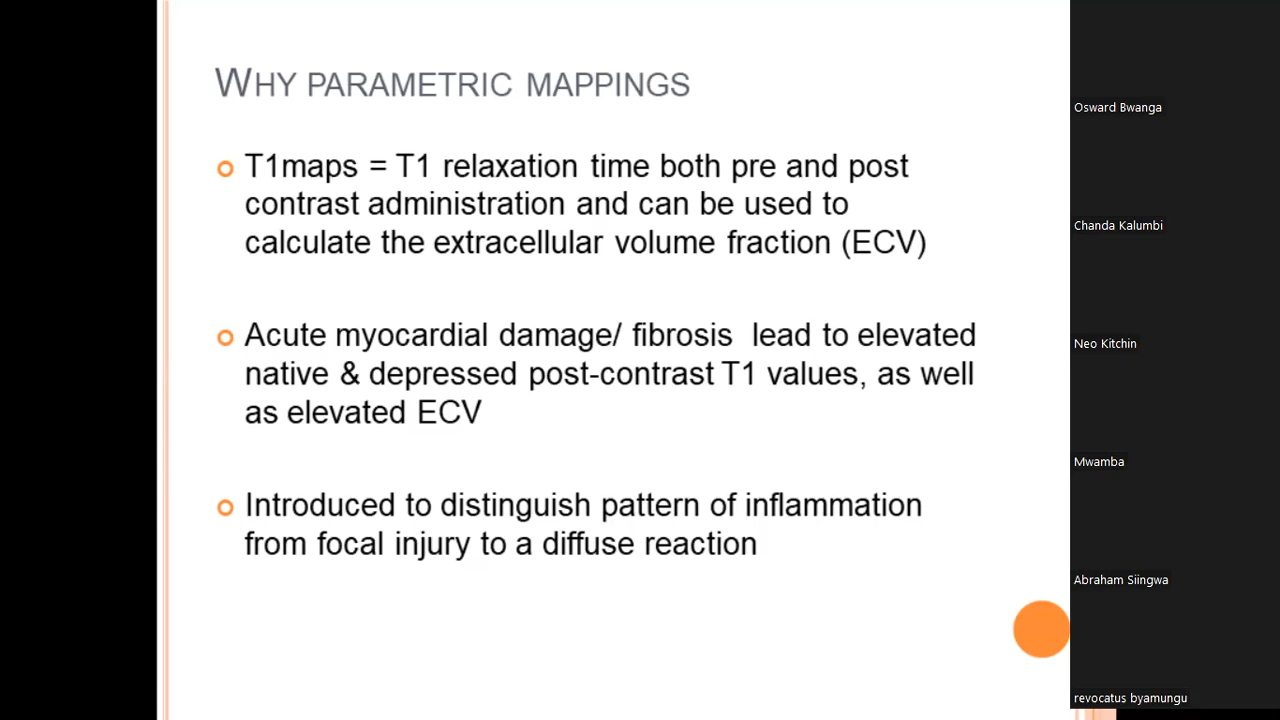 WHY PARAMETRIC MAPPINGS
T1maps = T1 relaxation time both pre and post
contrast administration and can be used to
calculate the extracellular volume fraction (ECV)
Acute myocardial damage/ fibrosis  lead to elevated
native & depressed post-contrast T1 values, as well
as elevated ECV
Introduced to distinguish pattern of inflammation
from focal injury to a diffuse reaction
Osward Bwanga
Chanda Kalumbi
Neo Kitchin
Mwamba
Abraham Siingwa
revocatus byamungu